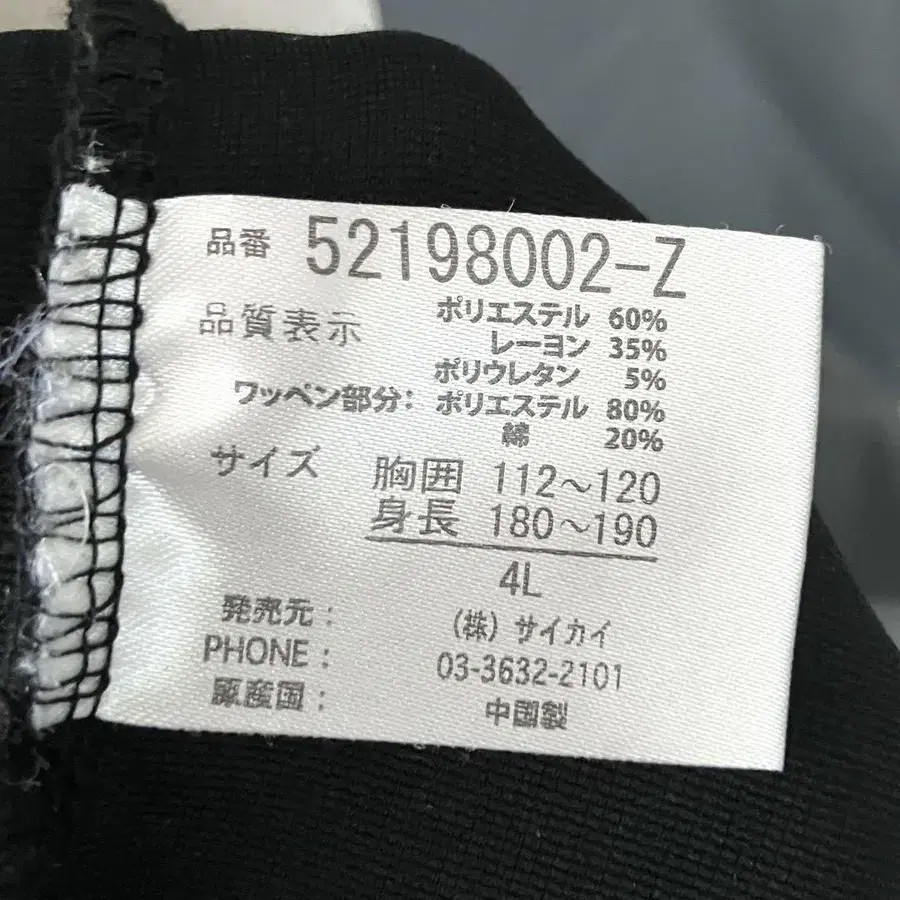 品番 52198002-Z
品質表示 ポリエステル 60%
レーヨン 35%
ポリウレタン 5%
ワッペン部分: ポリエステル 80%
綿 20%
サイズ 胸囲 112～120
身長 180～190
4L
発売元: (株) サイカイ
PHONE: 03-3632-2101
原産国: 中国製